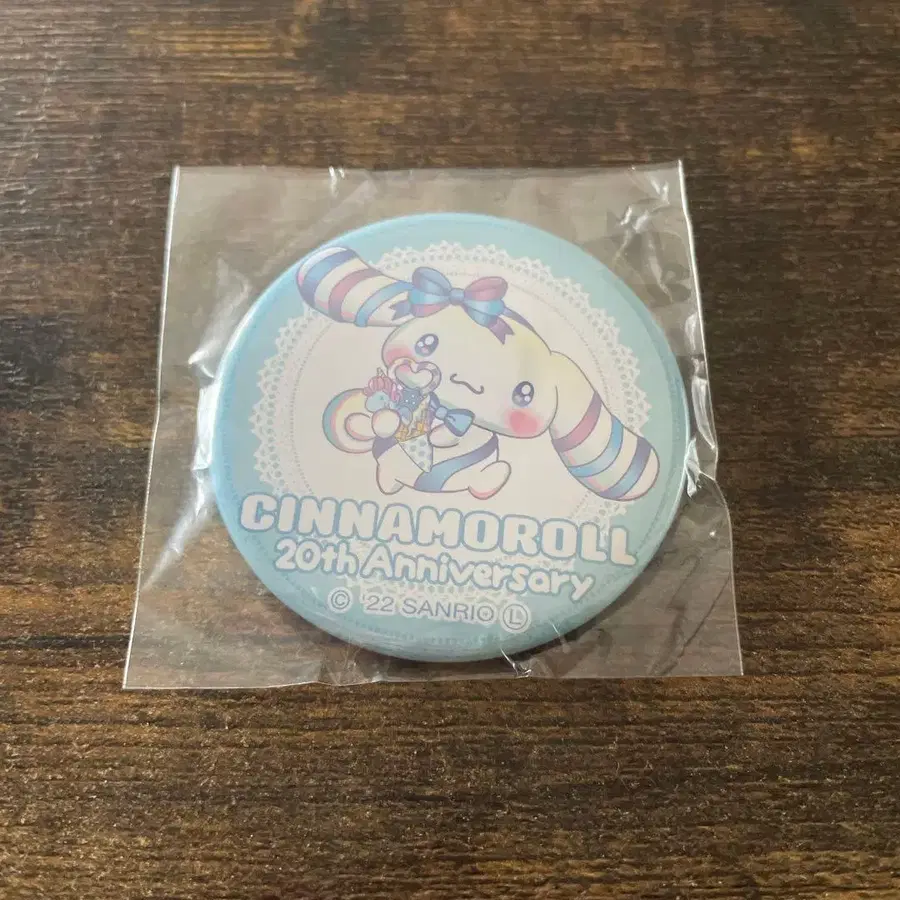 CINNAMOROLL
20th Anniversary
© '22 SANRIO Ⓛ